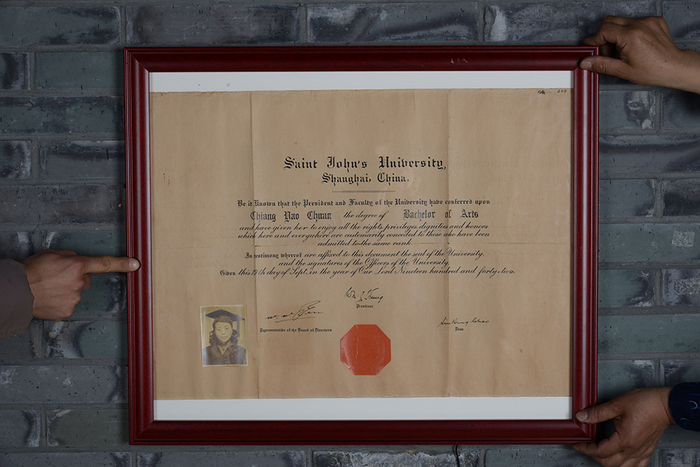 Saint John's University,
Shanghai, China.
Be it Known that the President and Faculty of the University have conferred upon
Chiang Yao Chuan the degree of Bachelor of Arts
and have given her to enjoy all the rights, privileges, dignities and honors
which here and everywhere are customarily accorded to those who have been
admitted to the same rank
In testimony whereof are affixed to this document the seal of the University
and the signatures of the Officers of the University
Given this 19th day of Sept. in the year of Our Lord Nineteen hundred and forty-two.
President
Representative of the Board of Directors
Dean